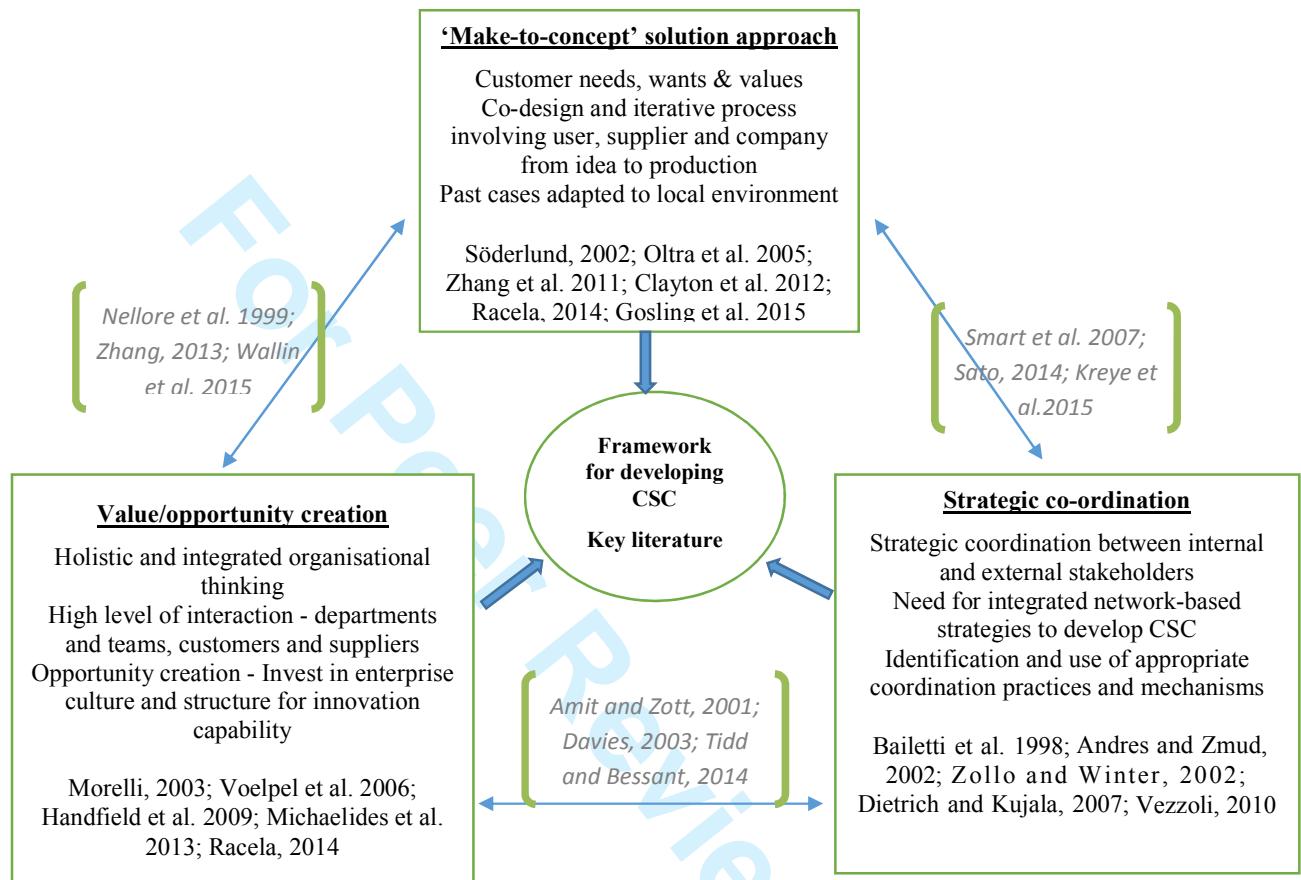 ‘Make-to-concept’ solution approach
Customer needs, wants & values
Co-design and iterative process
involving user, supplier and company
from idea to production
Past cases adapted to local environment
Söderlund, 2002; Oltra et al. 2005;
Zhang et al. 2011; Clayton et al. 2012;
Racela, 2014; Gosling et al. 2015
Nellore et al. 1999;
Zhang, 2013; Wallin
et al. 2015
Smart et al. 2007;
Sato, 2014; Kreye et
al.2015
Framework
for developing
CSC
Key literature
Value/opportunity creation
Holistic and integrated organisational
thinking
High level of interaction - departments
and teams, customers and suppliers
Opportunity creation - Invest in enterprise
culture and structure for innovation
capability
Morelli, 2003; Voelpel et al. 2006;
Handfield et al. 2009; Michaelides et al.
2013; Racela, 2014
Amit and Zott, 2001;
Davies, 2003; Tidd
and Bessant, 2014
Strategic co-ordination
Strategic coordination between internal
and external stakeholders
Need for integrated network-based
strategies to develop CSC
Identification and use of appropriate
coordination practices and mechanisms
Bailetti et al. 1998; Andres and Zmud,
2002; Zollo and Winter, 2002;
Dietrich and Kujala, 2007; Vezzoli, 2010
For Peer Revie